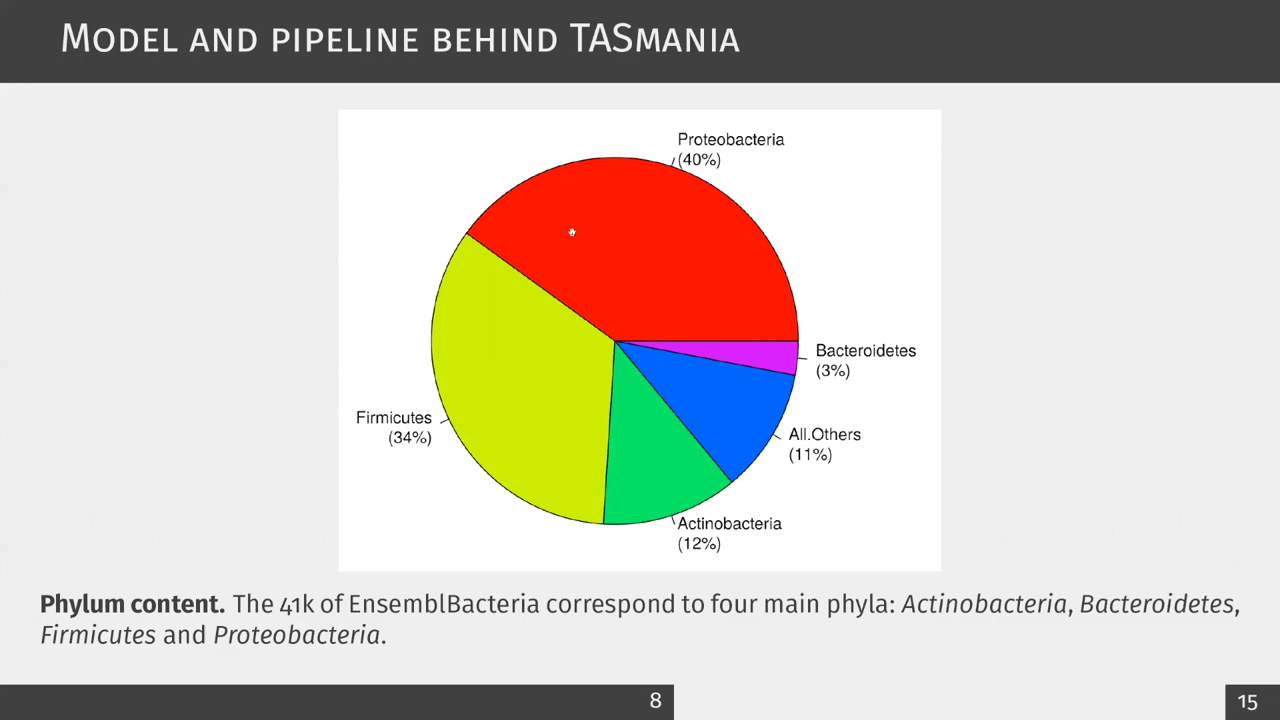 Model and pipeline behind TASmania
Proteobacteria
(40%)
Bacteroidetes
(3%)
Firmicutes
(34%)
All.Others
(11%)
Actinobacteria
(12%)
Phylum content. The 41k of EnsemblBacteria correspond to four main phyla: Actinobacteria, Bacteroidetes,
Firmicutes and Proteobacteria.
8
15